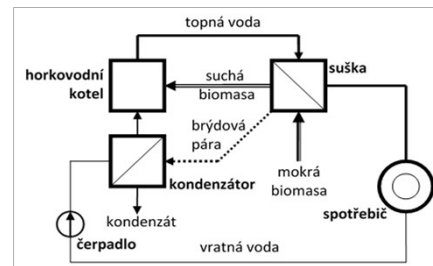 topná voda
horkovodní
kotel
suchá
biomasa
suška
brýdová
pára
mokrá
biomasa
kondenzátor
spotřebič
kondenzát
čerpadlo
vratná voda